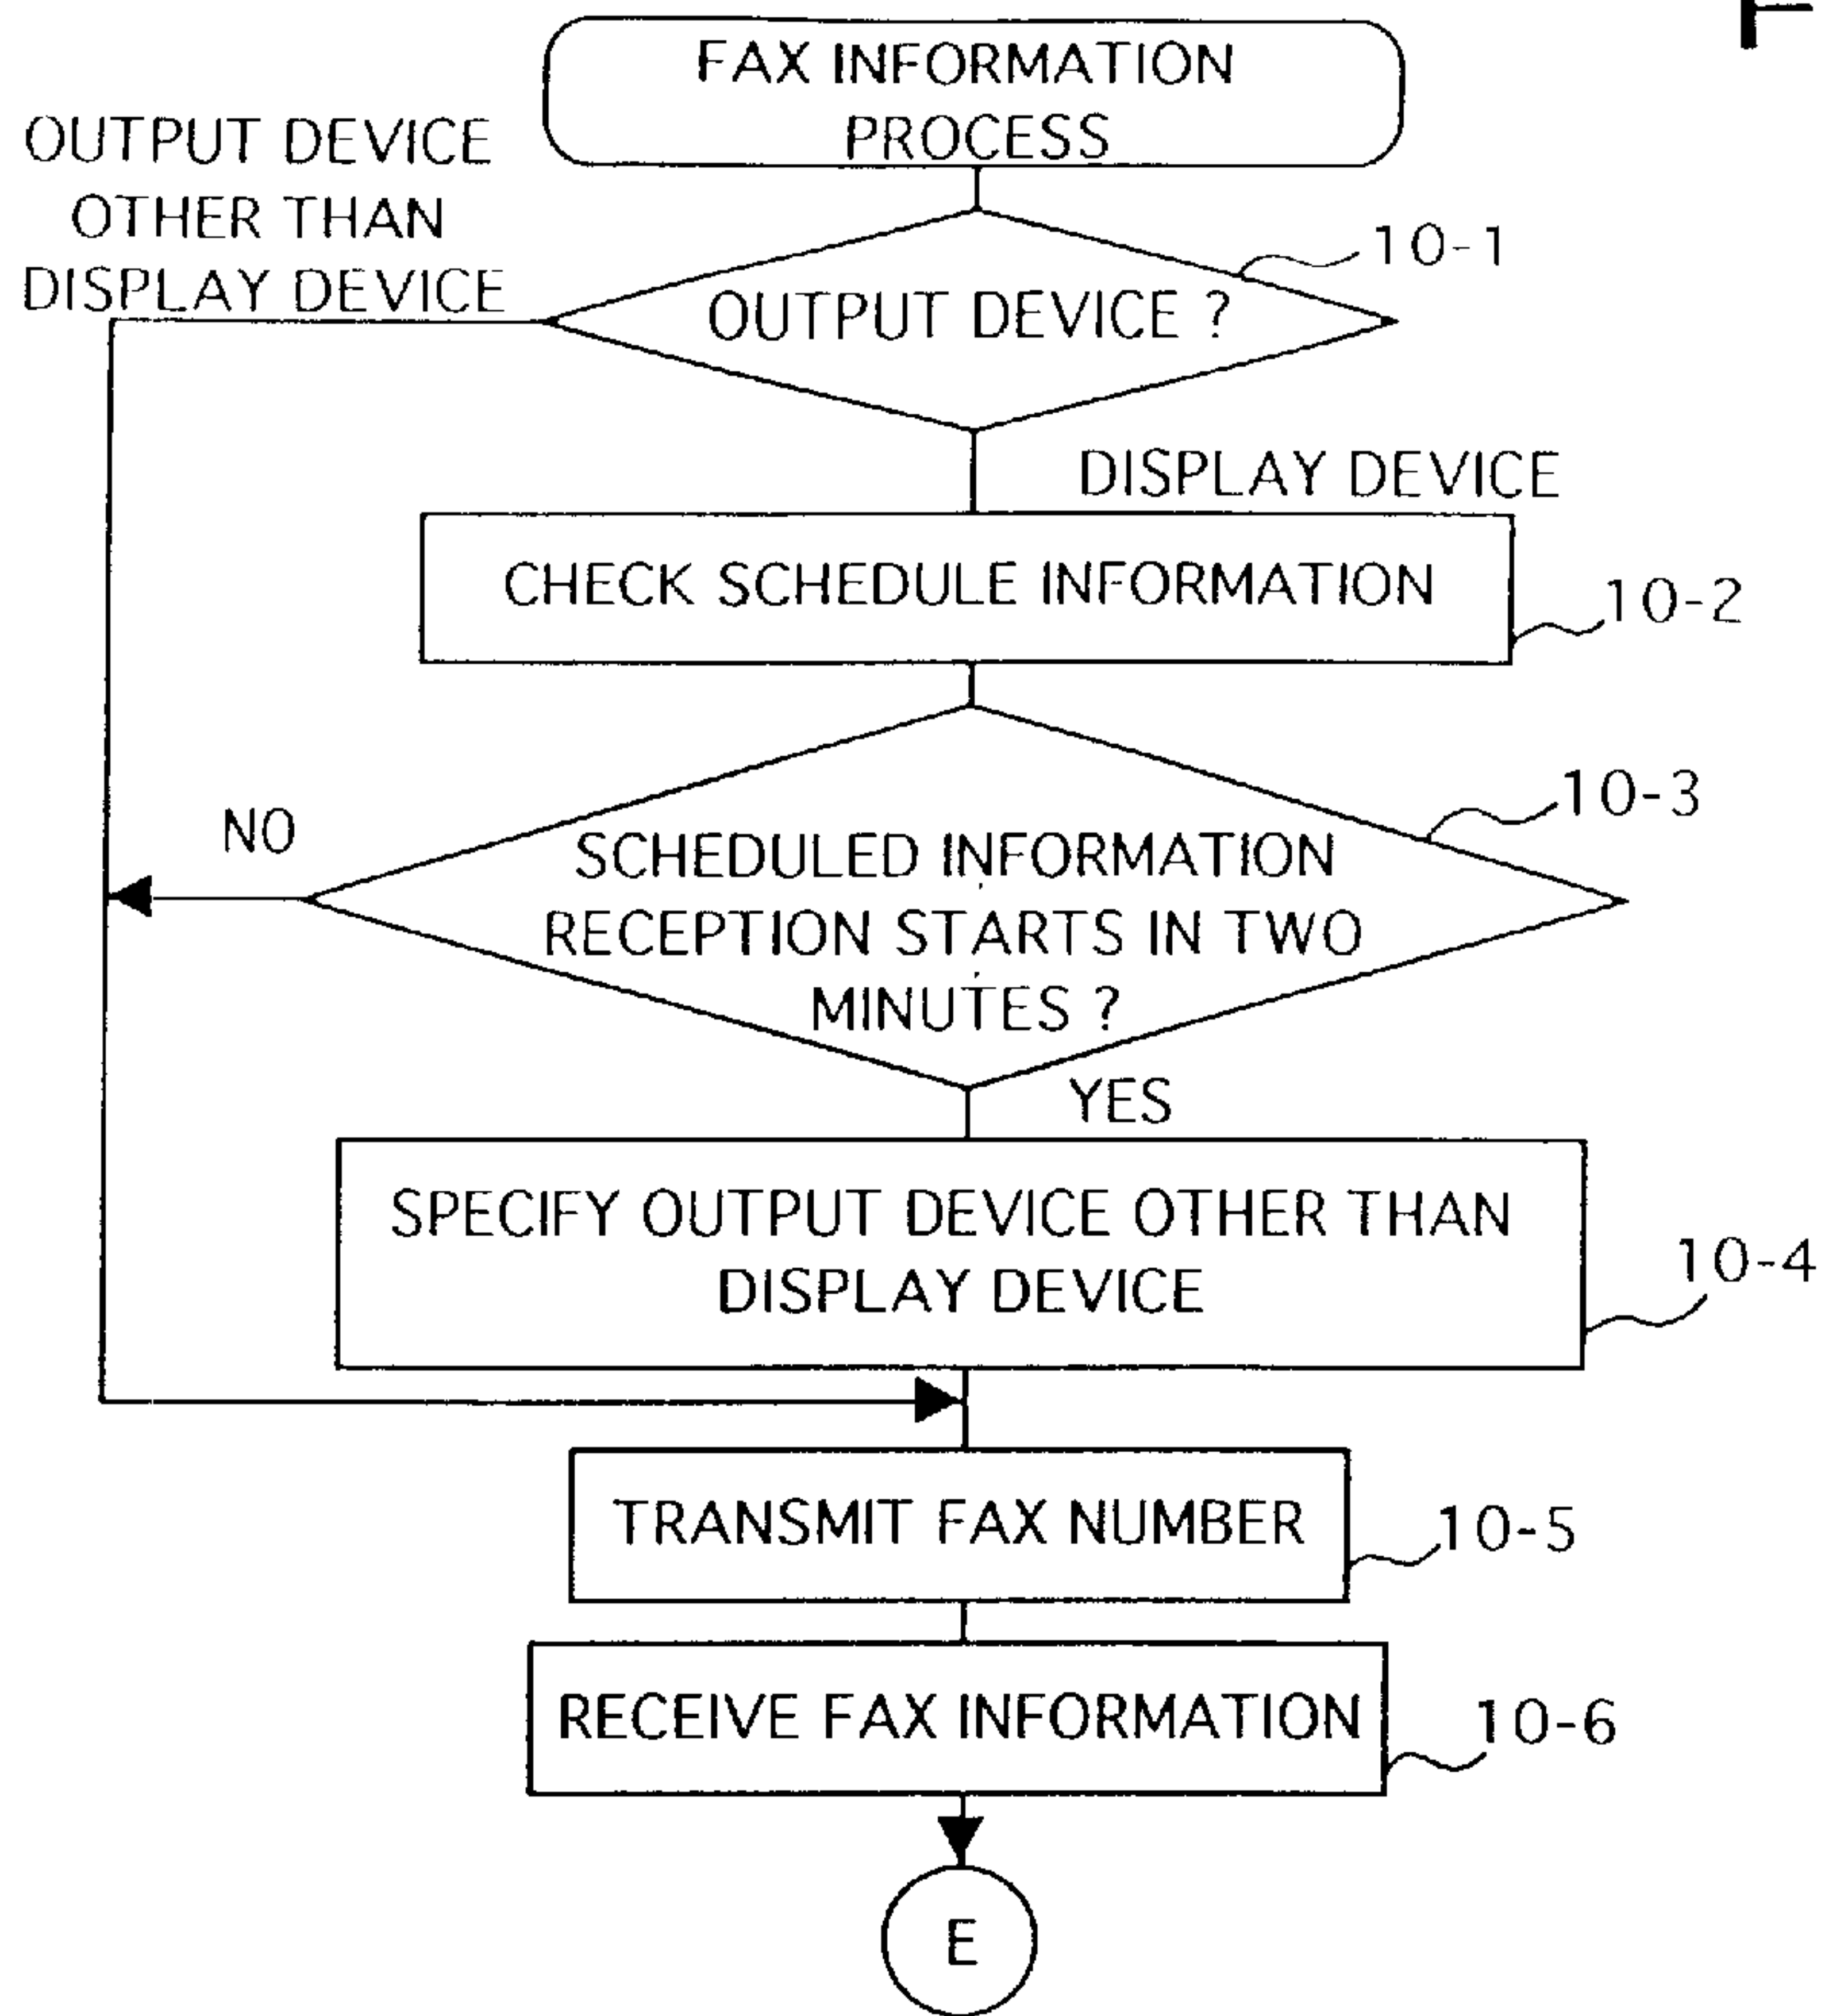 FAX INFORMATION
PROCESS
OUTPUT DEVICE
OTHER THAN
DISPLAY DEVICE
10-1
OUTPUT DEVICE ?
DISPLAY DEVICE
CHECK SCHEDULE INFORMATION
10-2
10-3
NO
SCHEDULED INFORMATION
RECEPTION STARTS IN TWO
MINUTES ?
YES
SPECIFY OUTPUT DEVICE OTHER THAN
DISPLAY DEVICE
10-4
TRANSMIT FAX NUMBER
10-5
RECEIVE FAX INFORMATION
10-6
E